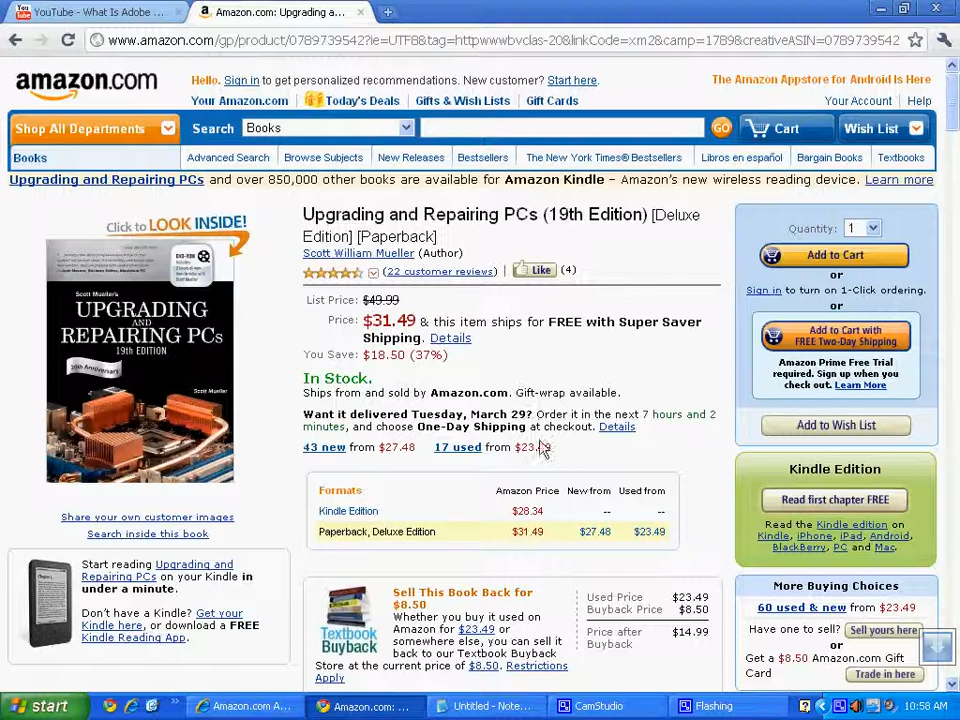 YouTube - What Is Adobe ...
Amazon.com: Upgrading a...
www.amazon.com/gp/product/0789739542?ie=UTF8&tag=httpwwwbvclas-20&linkCode=xm2&camp=1789&creativeASIN=0789739542
amazon.com
Hello. Sign in to get personalized recommendations. New customer? Start here.
The Amazon Appstore for Android Is Here
Your Amazon.com Today's Deals Gifts & Wish Lists Gift Cards
Your Account Help
Shop All Departments Search Books GO Cart Wish List
Books Advanced Search Browse Subjects New Releases Bestsellers The New York Times® Bestsellers Libros en español Bargain Books Textbooks
Upgrading and Repairing PCs and over 850,000 other books are available for Amazon Kindle – Amazon's new wireless reading device. Learn more
Click to LOOK INSIDE!
DVD-ROM
Scott Mueller's
UPGRADING
AND
REPAIRING PCs
19TH EDITION
Scott Mueller
Share your own customer images
Search inside this book
Start reading Upgrading and
Repairing PCs on your Kindle in
under a minute.
Don't have a Kindle? Get your
Kindle here, or download a FREE
Kindle Reading App.
Upgrading and Repairing PCs (19th Edition) [Deluxe
Edition] [Paperback]
Scott William Mueller (Author)
(22 customer reviews) | Like (4)
List Price: $49.99
Price: $31.49 & this item ships for FREE with Super Saver
Shipping. Details
You Save: $18.50 (37%)
In Stock.
Ships from and sold by Amazon.com. Gift-wrap available.
Want it delivered Tuesday, March 29? Order it in the next 7 hours and 2
minutes, and choose One-Day Shipping at checkout. Details
43 new from $27.48 17 used from $23.49
Formats Amazon Price New from Used from
Kindle Edition $28.34 -- --
Paperback, Deluxe Edition $31.49 $27.48 $23.49
Textbook
Buyback
Sell This Book Back for
$8.50
Whether you buy it used on
Amazon for $23.49 or
somewhere else, you can sell it
back to our Textbook Buyback
Store at the current price of $8.50. Restrictions
Apply
Used Price $23.49
Buyback Price $8.50
Price after $14.99
Buyback
Quantity: 1
Add to Cart
or
Sign in to turn on 1-Click ordering.
or
Add to Cart with
FREE Two-Day Shipping
Amazon Prime Free Trial
required. Sign up when you
check out. Learn More
Add to Wish List
Kindle Edition
Read first chapter FREE
Read the Kindle edition on
Kindle, iPhone, iPad, Android,
BlackBerry, PC and Mac.
More Buying Choices
60 used & new from $23.49
Have one to sell? Sell yours here
or
Get a $8.50 Amazon.com Gift
Card Trade in here
start
Amazon.com A...
Amazon.com: ...
Untitled - Note...
CamStudio
Flashing
10:58 AM